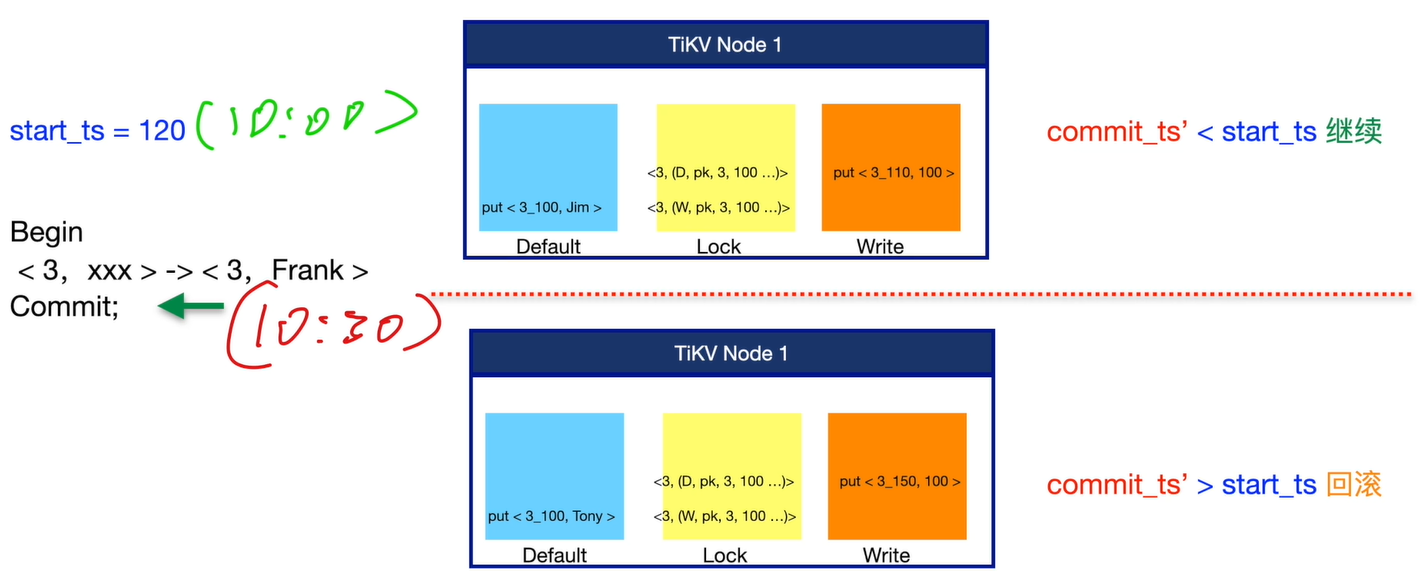 start_ts = 120 (10:00)
Begin
< 3, xxx > -> < 3, Frank >
Commit;
(10:30)
TiKV Node 1
<3, (D, pk, 3, 100 ...)>
put < 3_110, 100 >
put < 3_100, Jim >
<3, (W, pk, 3, 100 ...)>
Default
Lock
Write
commit_ts’ < start_ts 继续
TiKV Node 1
<3, (D, pk, 3, 100 ...)>
put < 3_150, 100 >
put < 3_100, Tony >
<3, (W, pk, 3, 100 ...)>
Default
Lock
Write
commit_ts’ > start_ts 回滚